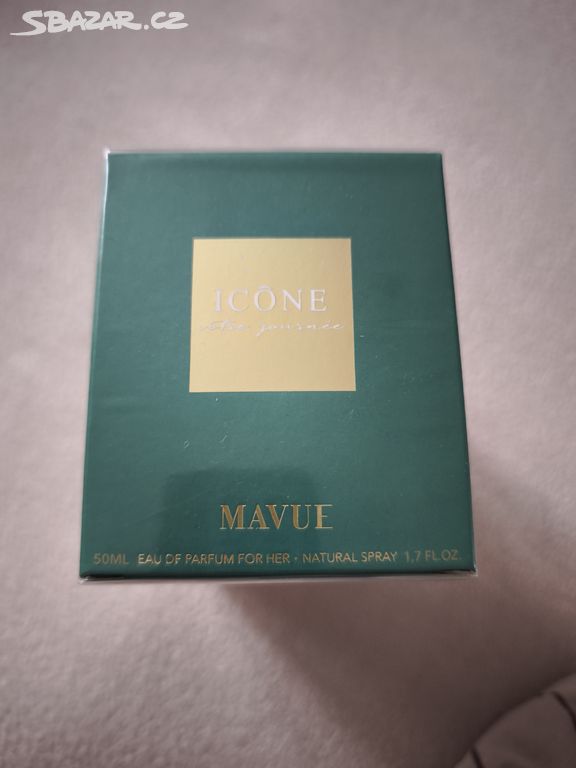 SBAZAR.CZ
ICÔNE
votre journée
MAVUE
50ML EAU DE PARFUM FOR HER • NATURAL SPRAY 1,7 FL.OZ.